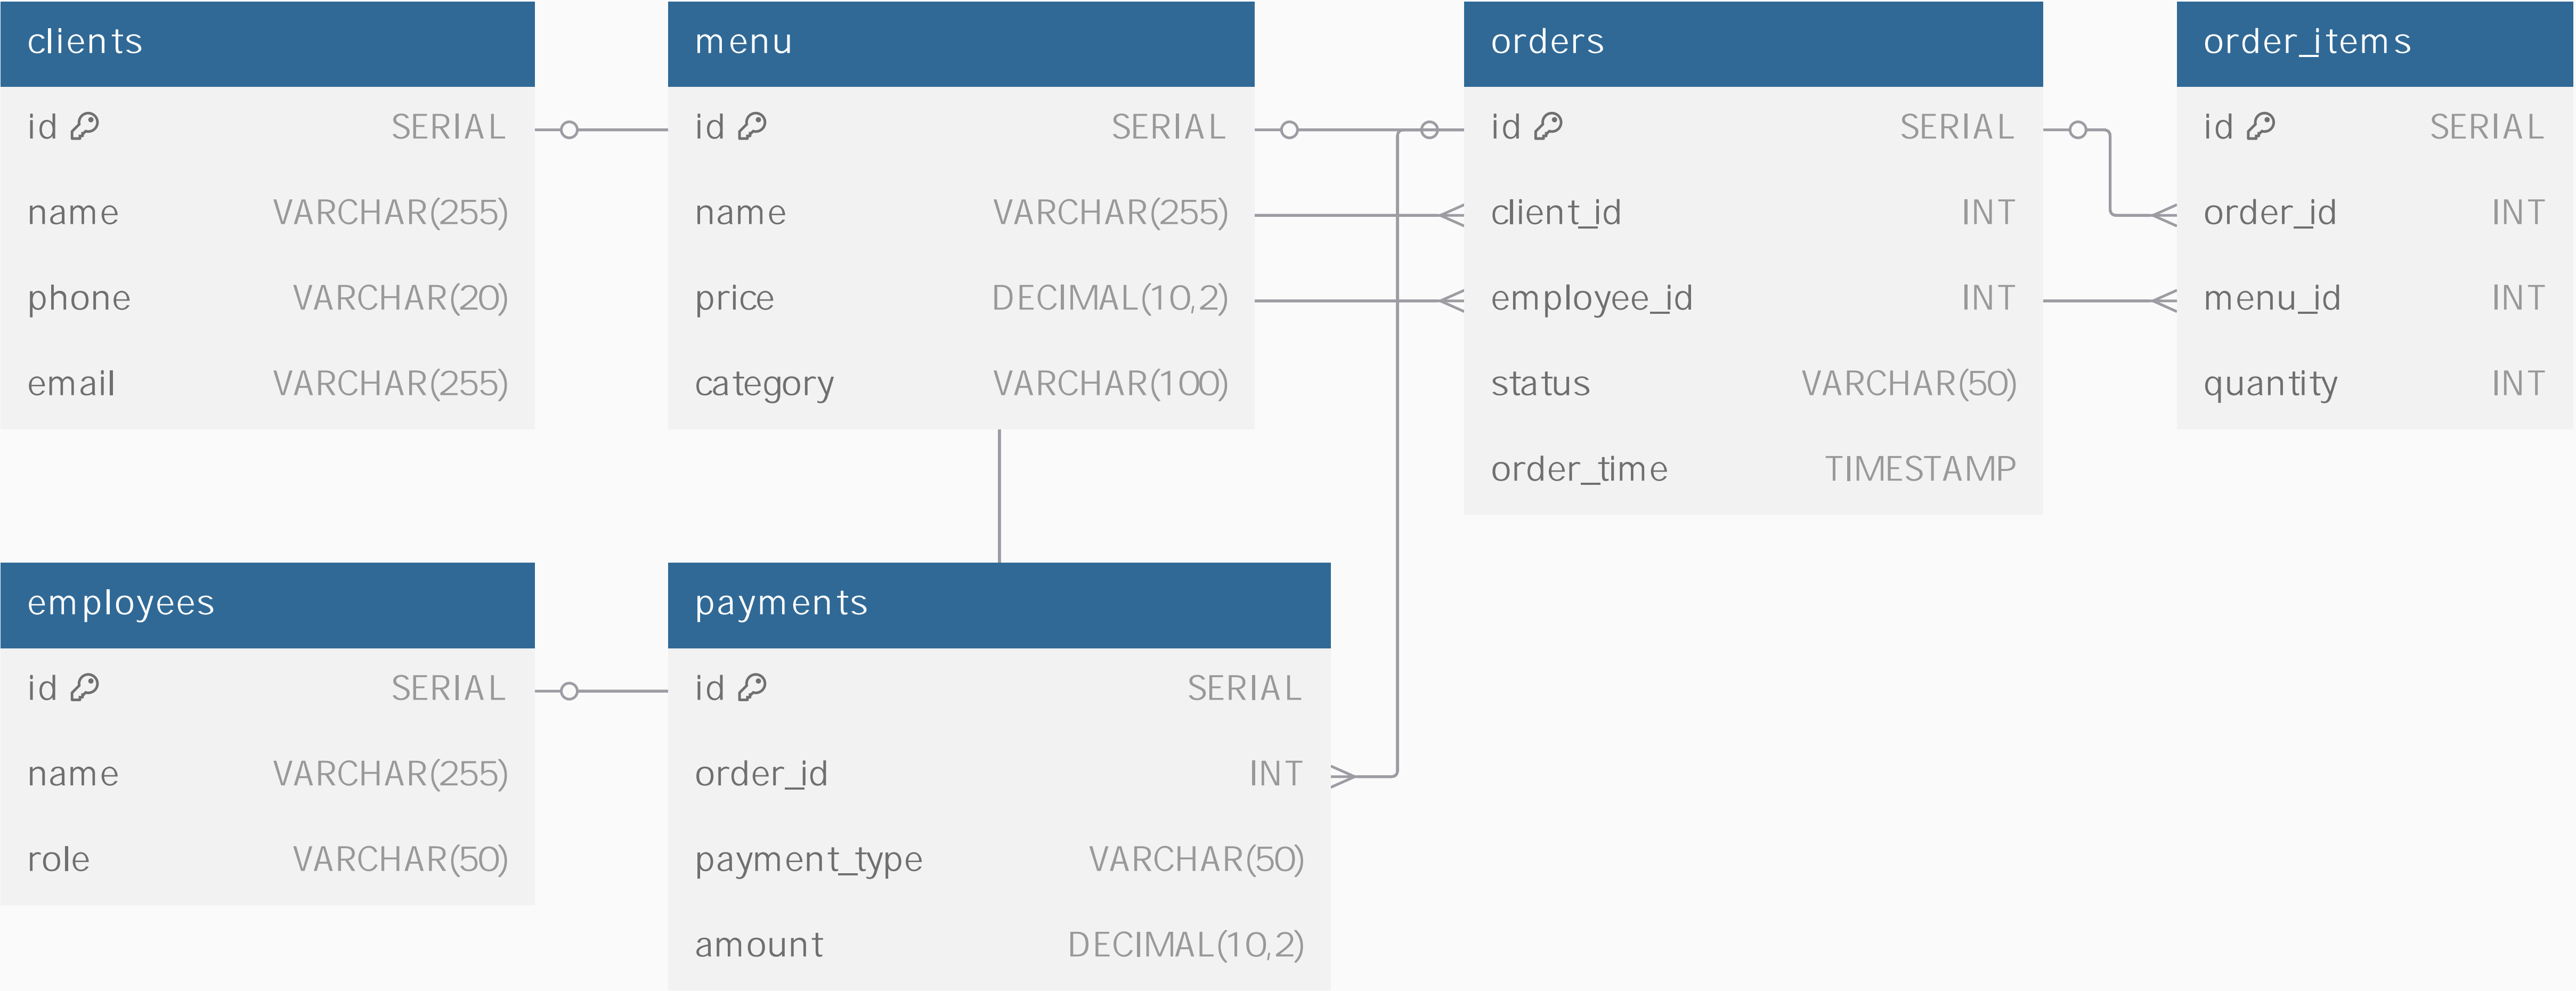 clients
id SERIAL
name VARCHAR(255)
phone VARCHAR(20)
email VARCHAR(255)
menu
id SERIAL
name VARCHAR(255)
price DECIMAL(10,2)
category VARCHAR(100)
orders
id SERIAL
client_id INT
employee_id INT
status VARCHAR(50)
order_time TIMESTAMP
order_items
id SERIAL
order_id INT
menu_id INT
quantity INT
employees
id SERIAL
name VARCHAR(255)
role VARCHAR(50)
payments
id SERIAL
order_id INT
payment_type VARCHAR(50)
amount DECIMAL(10,2)